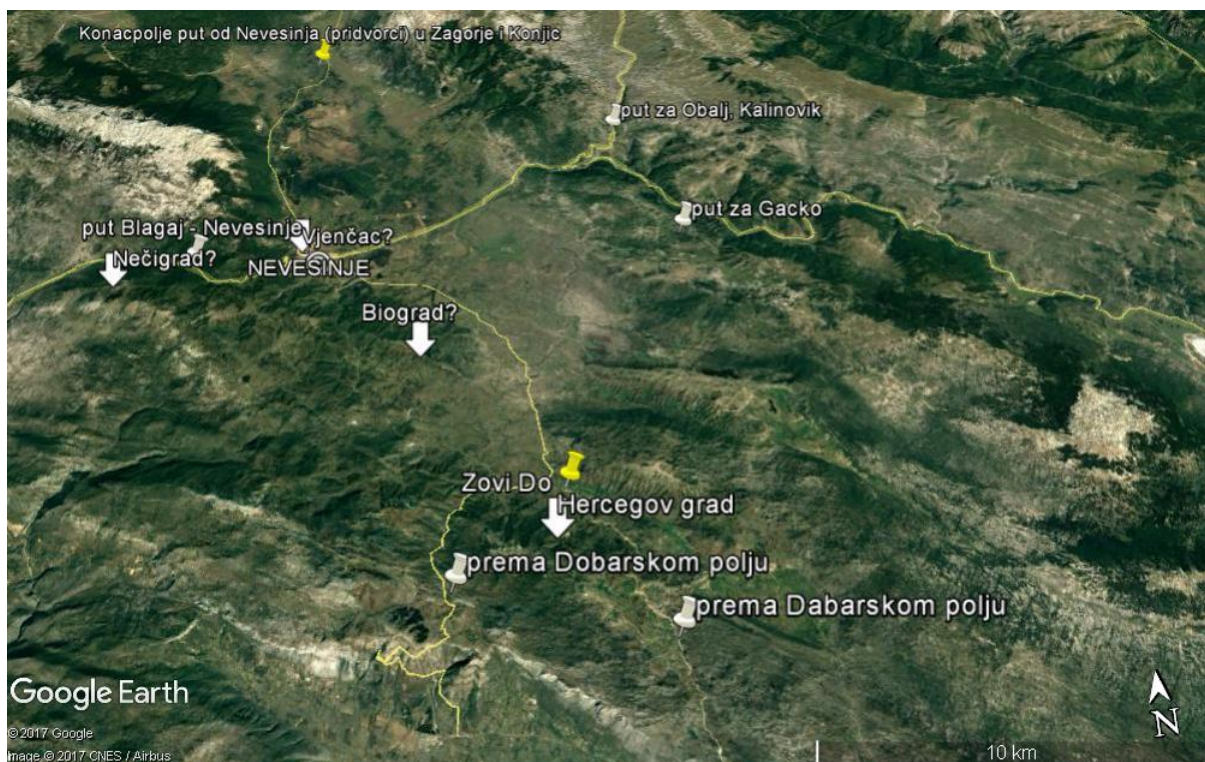 Konacpolje put od Nevesinja (pridvorci) u Zagorje i Konjic
put za Obalj, Kalinovik
put za Gacko
put Blagaj - Nevesinje
Vjenčac?
Nečigrad?
NEVESINJE
Biograd?
Zovi Do
Hercegov grad
prema Dobarskom polju
prema Dabarskom polju
Google Earth
© 2017 Google
Image © 2017 CNES / Airbus
10 km
N